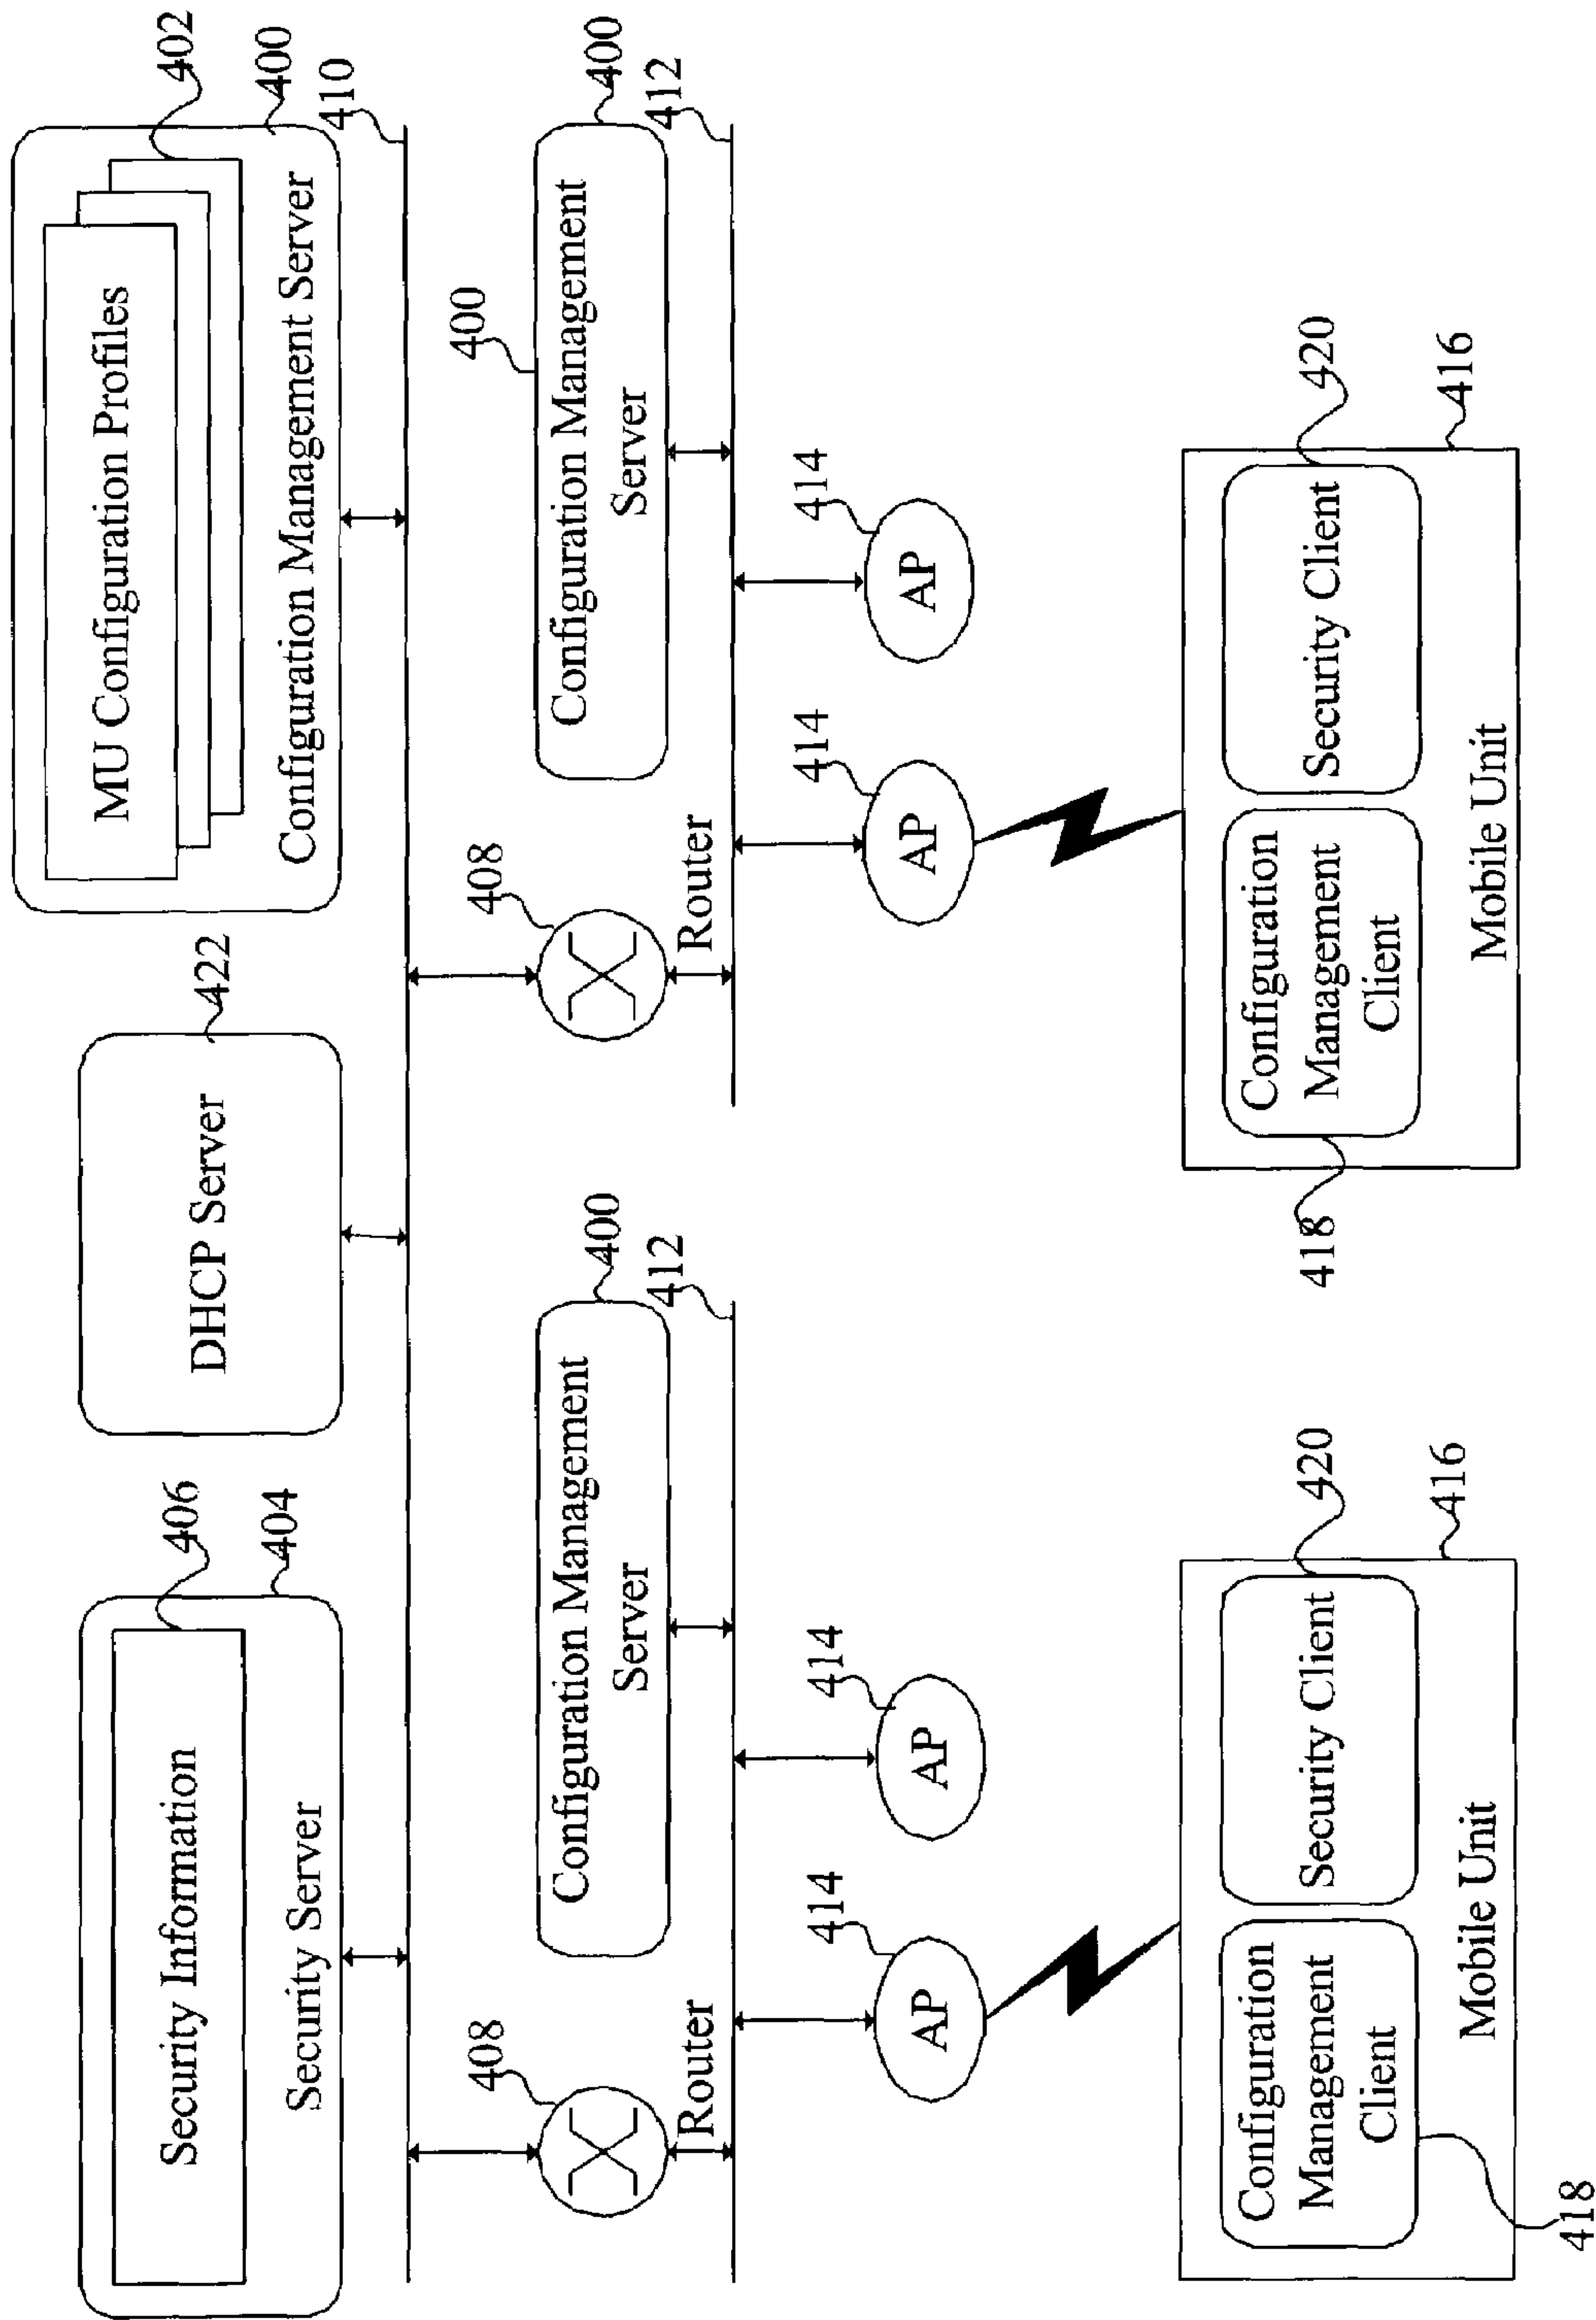 Security Information
406
Security Server
404
DHCP Server
422
MU Configuration Profiles
402
Configuration Management Server
400
410
408
Router
Configuration Management
Server
400
412
408
Router
400
Configuration Management
Server
400
412
414
AP
414
AP
414
AP
414
AP
Configuration
Management
Client
Security Client
420
Mobile Unit
416
418
Configuration
Management
Client
Security Client
420
Mobile Unit
416
418